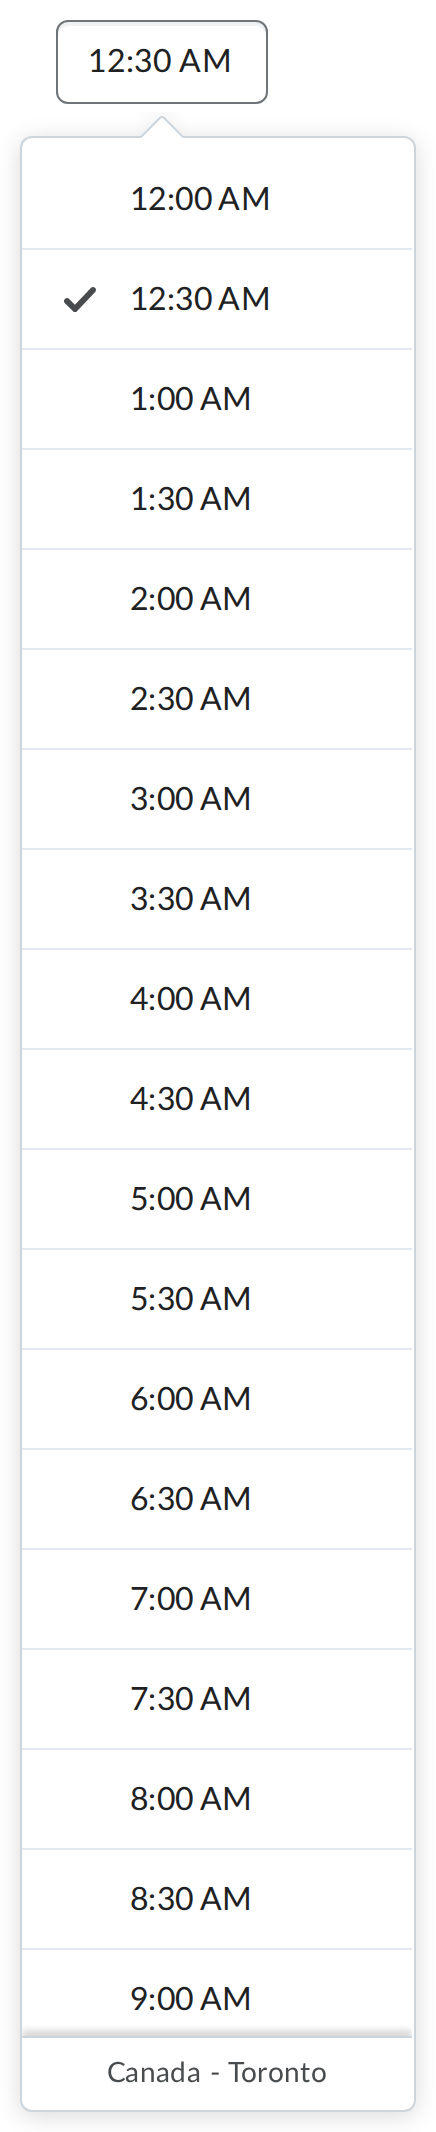 12:30 AM
12:00 AM
12:30 AM
1:00 AM
1:30 AM
2:00 AM
2:30 AM
3:00 AM
3:30 AM
4:00 AM
4:30 AM
5:00 AM
5:30 AM
6:00 AM
6:30 AM
7:00 AM
7:30 AM
8:00 AM
8:30 AM
9:00 AM
Canada - Toronto